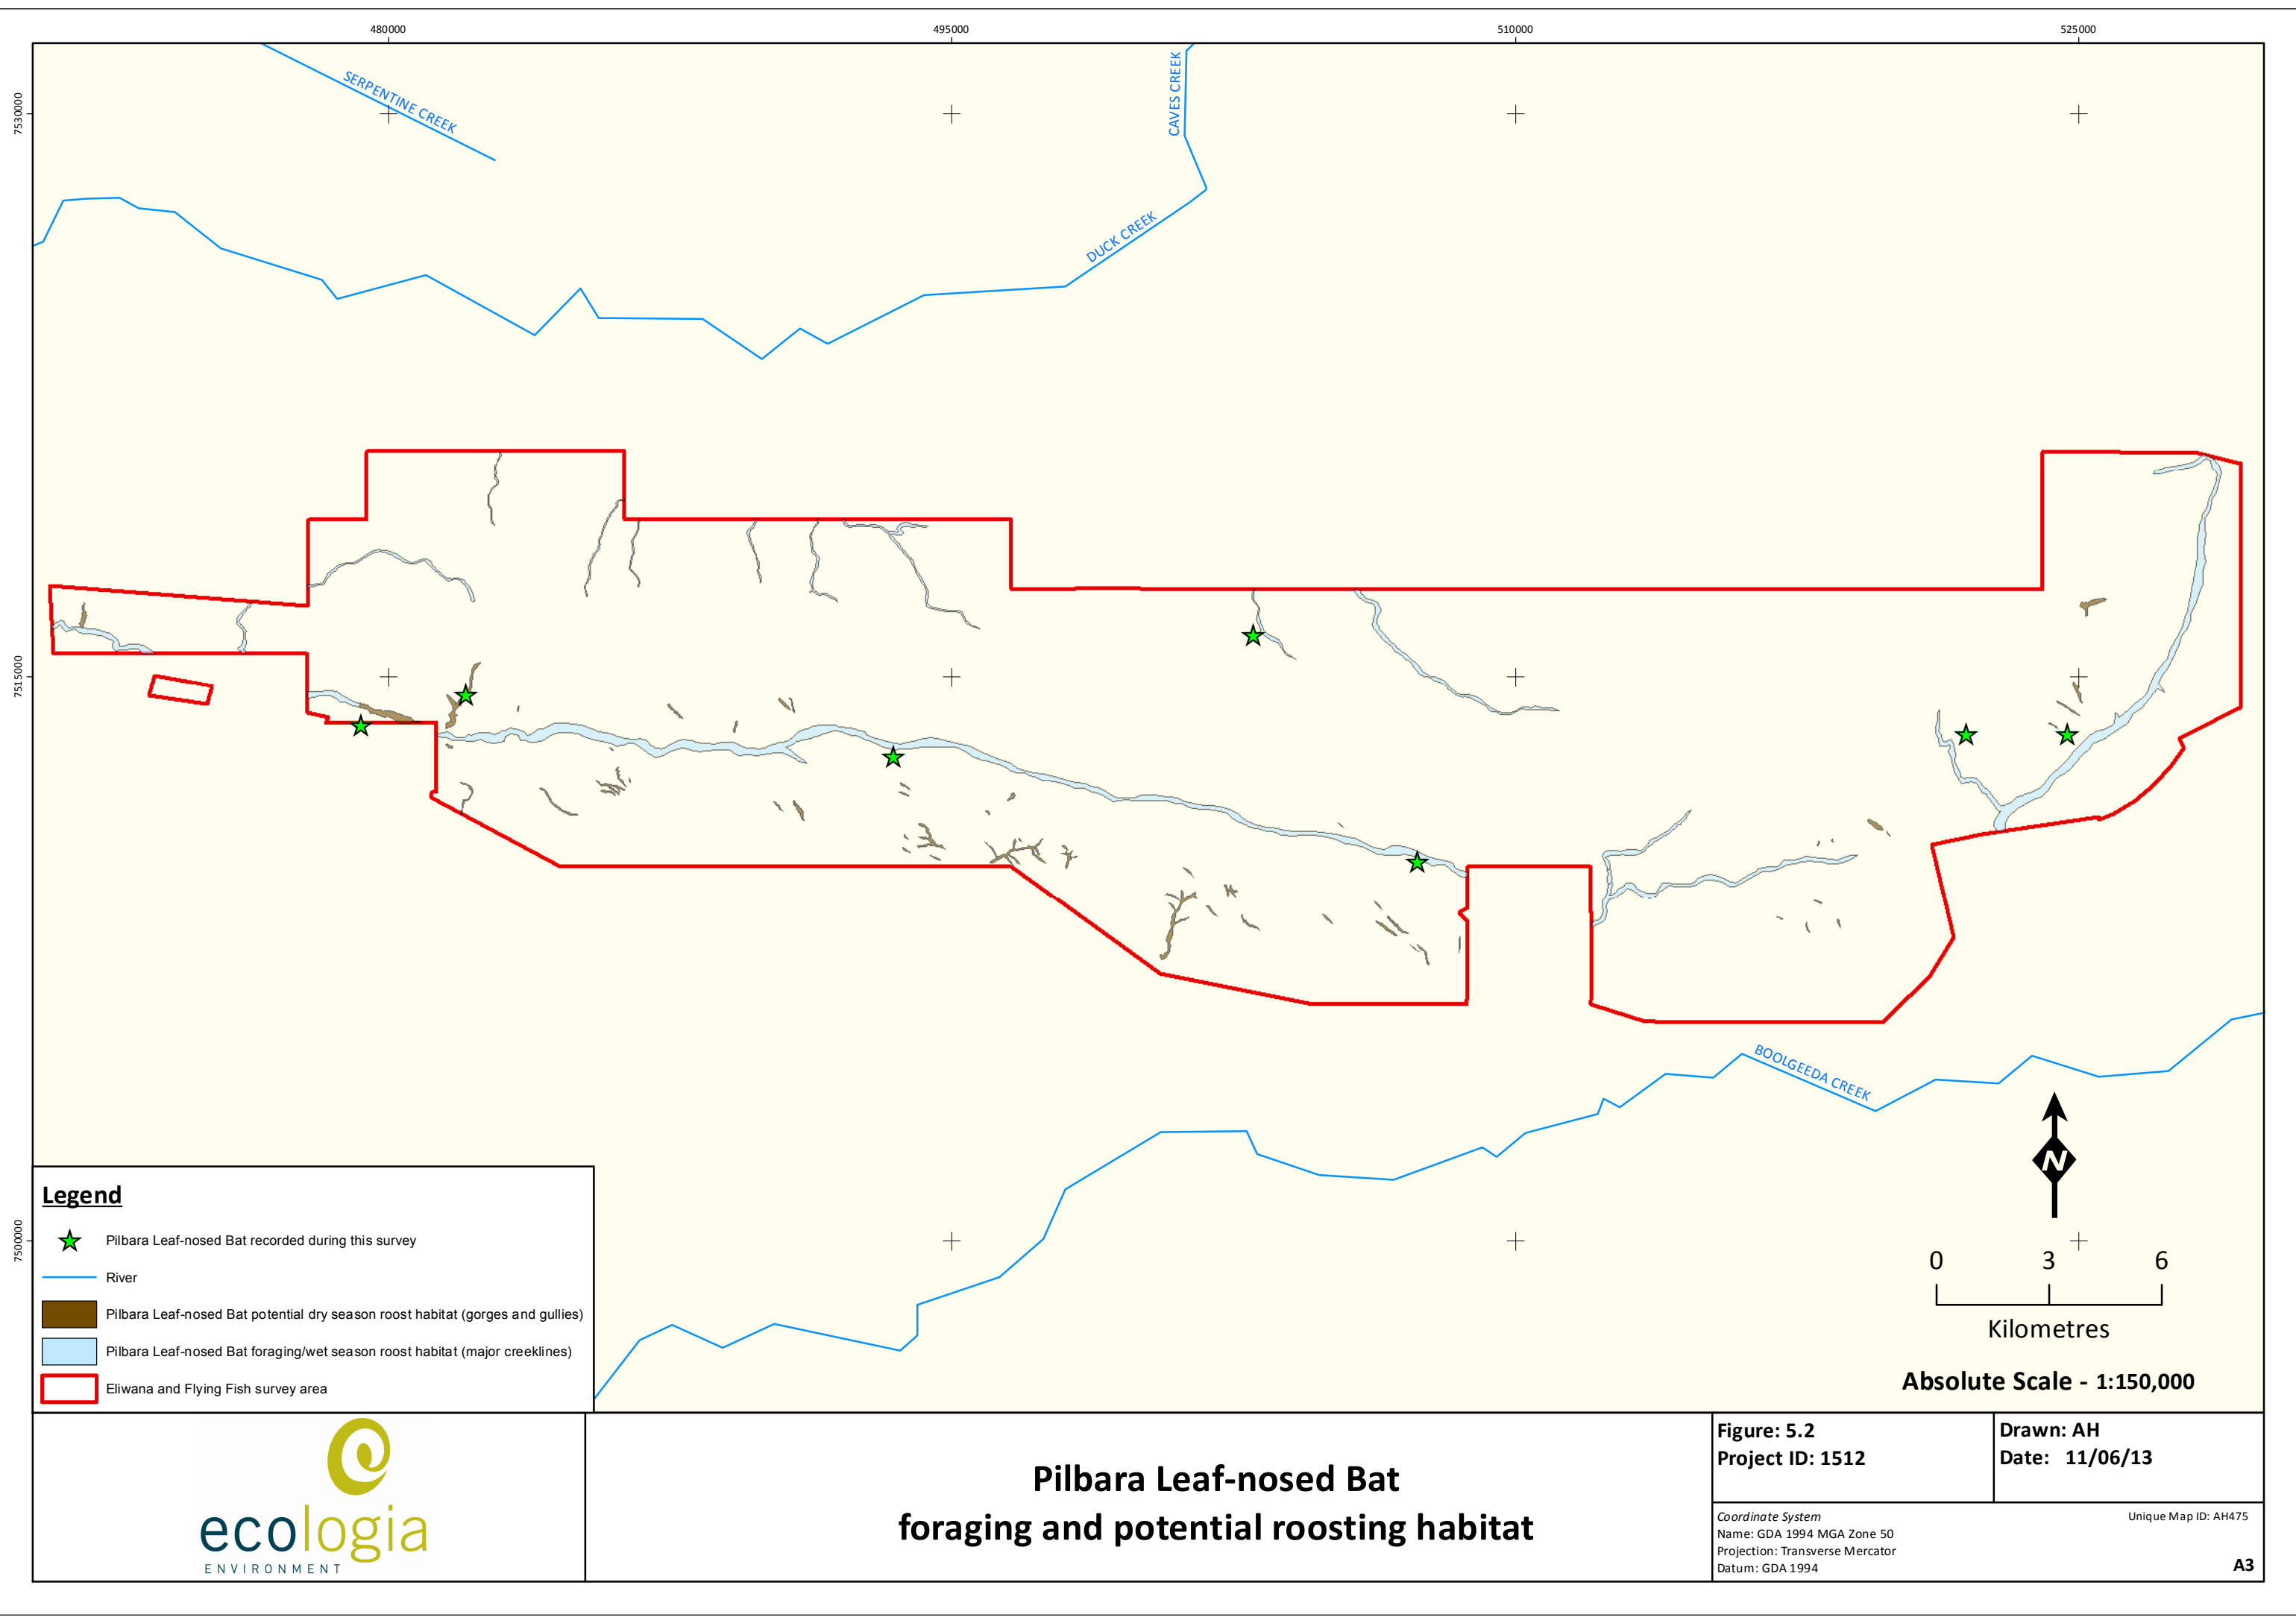 480000
495000
510000
525000
7530000
7515000
7500000
SERPENTINE CREEK
CAVES CREEK
DUCK CREEK
BOOLGEEDA CREEK
N
0 3 6
Kilometres
Absolute Scale - 1:150,000
Legend
Pilbara Leaf-nosed Bat recorded during this survey
River
Pilbara Leaf-nosed Bat potential dry season roost habitat (gorges and gullies)
Pilbara Leaf-nosed Bat foraging/wet season roost habitat (major creeklines)
Eliwana and Flying Fish survey area
ecologia
ENVIRONMENT
Pilbara Leaf-nosed Bat
foraging and potential roosting habitat
Figure: 5.2
Project ID: 1512
Drawn: AH
Date: 11/06/13
Coordinate System
Name: GDA 1994 MGA Zone 50
Projection: Transverse Mercator
Datum: GDA 1994
Unique Map ID: AH475
A3